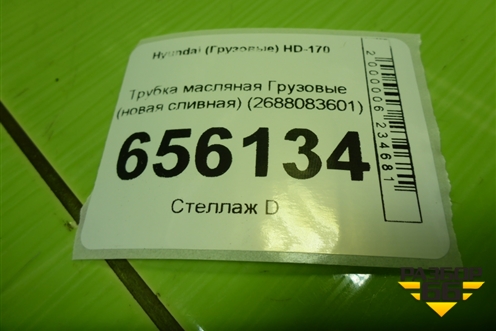 Hyundai (Грузовые) HD-170
Трубка масляная Грузовые
(новая сливная) (2688083601)
656134
Стеллаж D
2000006234681